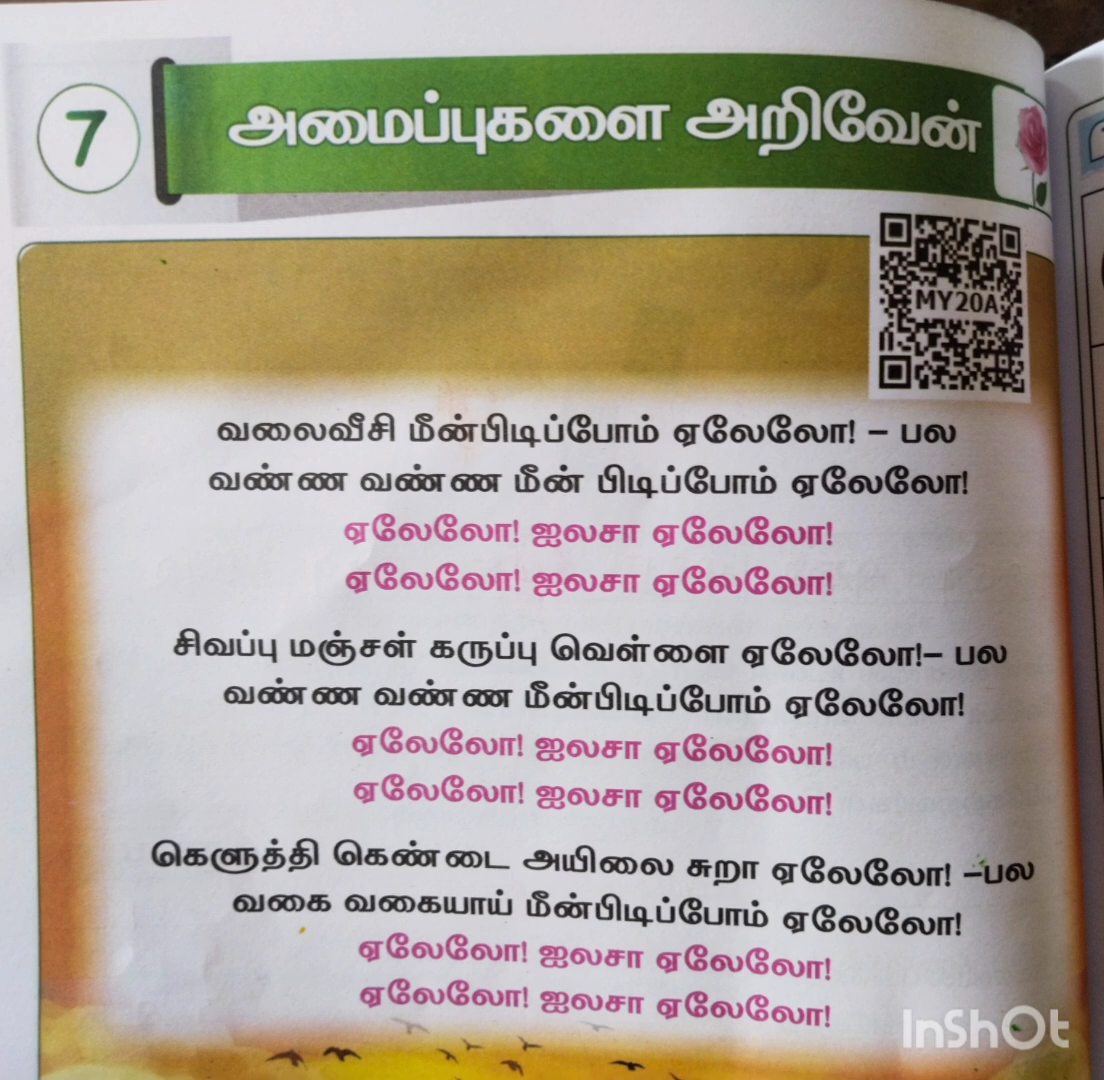 7
அமைப்புகளை அறிவேன்
MY20A
வலைவீசி மீன்பிடிப்போம் ஏலேலோ! – பல
வண்ண வண்ண மீன் பிடிப்போம் ஏலேலோ!
ஏலேலோ! ஐலசா ஏலேலோ!
ஏலேலோ! ஐலசா ஏலேலோ!
சிவப்பு மஞ்சள் கருப்பு வெள்ளை ஏலேலோ!– பல
வண்ண வண்ண மீன்பிடிப்போம் ஏலேலோ!
ஏலேலோ! ஐலசா ஏலேலோ!
ஏலேலோ! ஐலசா ஏலேலோ!
கெளுத்தி கெண்டை அயிலை சுறா ஏலேலோ! –பல
வகை வகையாய் மீன்பிடிப்போம் ஏலேலோ!
ஏலேலோ! ஐலசா ஏலேலோ!
ஏலேலோ! ஐலசா ஏலேலோ!
InShOt